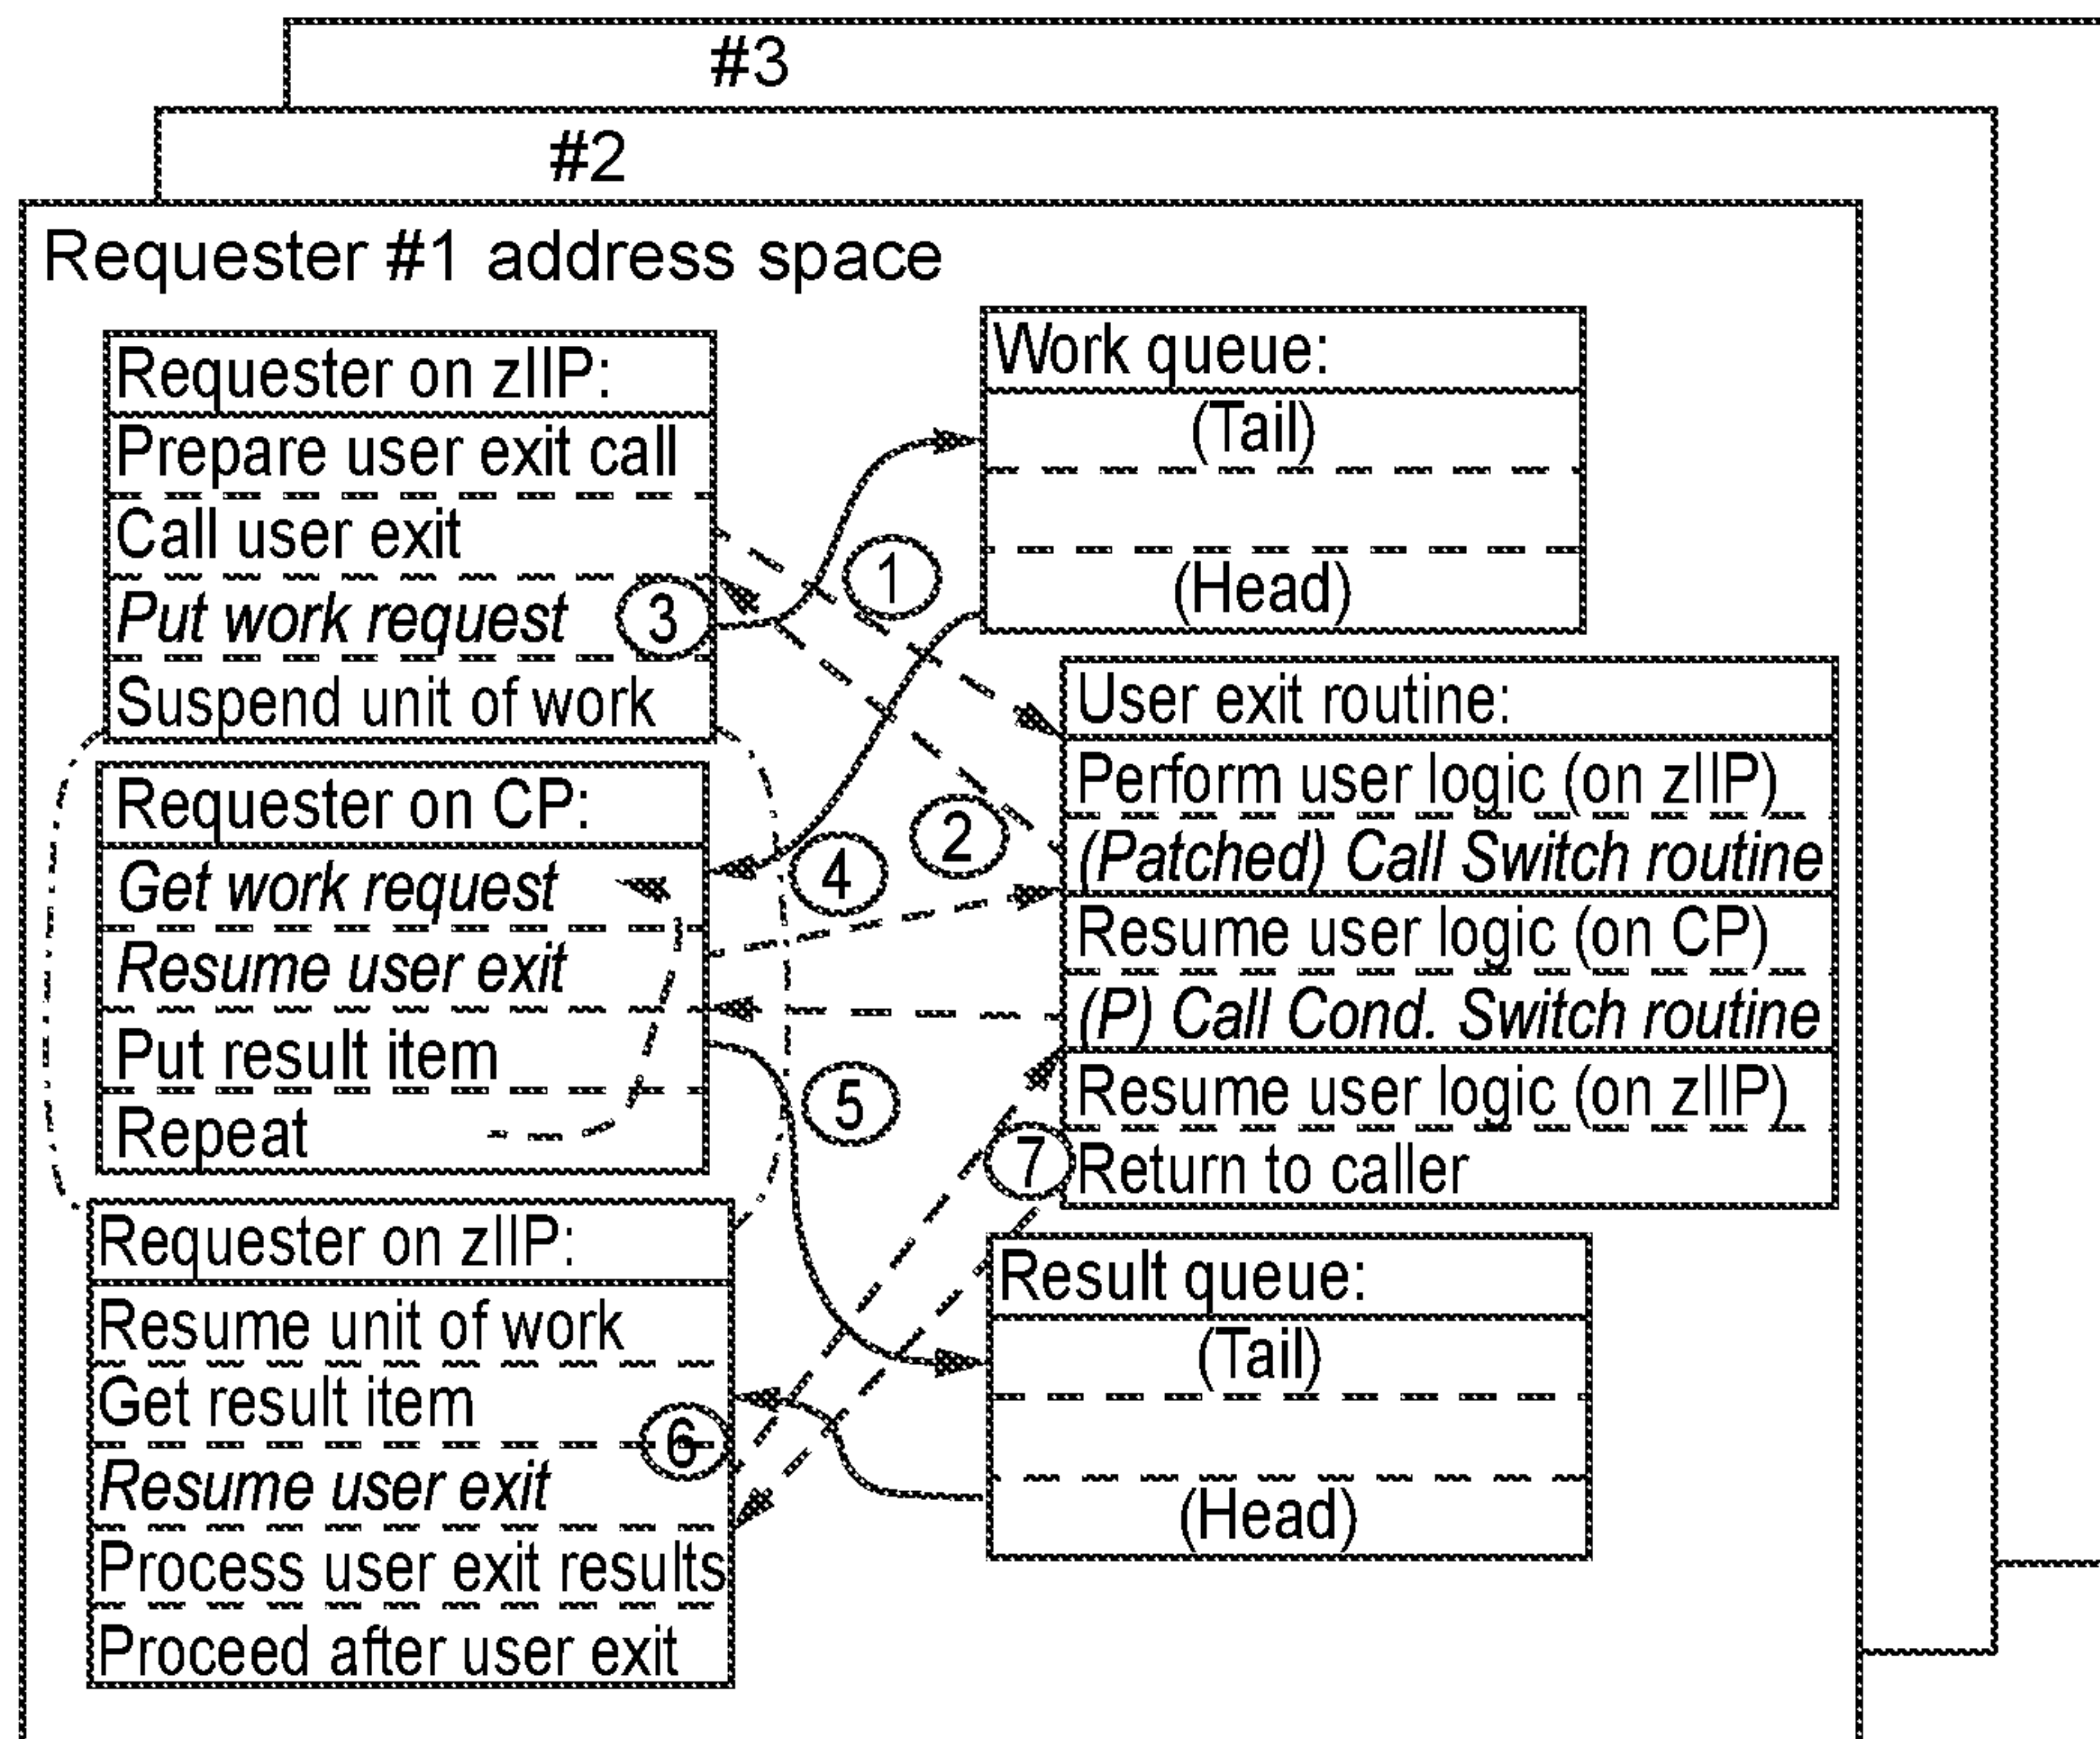 #3
#2
Requester #1 address space
Requester on zIIP:
Prepare user exit call
Call user exit
Put work request
Suspend unit of work
Work queue:
(Tail)
(Head)
1
3
2
4
5
7
6
Requester on CP:
Get work request
Resume user exit
Put result item
Repeat
User exit routine:
Perform user logic (on zIIP)
(Patched) Call Switch routine
Resume user logic (on CP)
(P) Call Cond. Switch routine
Resume user logic (on zIIP)
Return to caller
Requester on zIIP:
Resume unit of work
Get result item
Resume user exit
Process user exit results
Proceed after user exit
Result queue:
(Tail)
(Head)